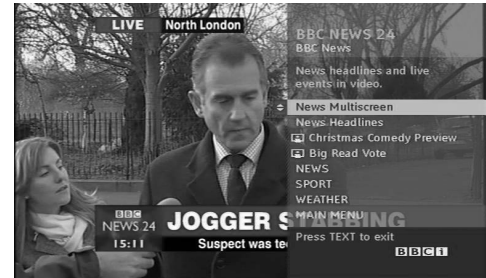 LIVE North London
BBC NEWS 24
BBC News
News headlines and live
events in video.
News Multiscreen
News Headlines
Christmas Comedy Preview
Big Read Vote
NEWS
SPORT
WEATHER
MAIN MENU
Press TEXT to exit
BBCi
BBC
NEWS 24
15:11
JOGGER STABBING
Suspect was